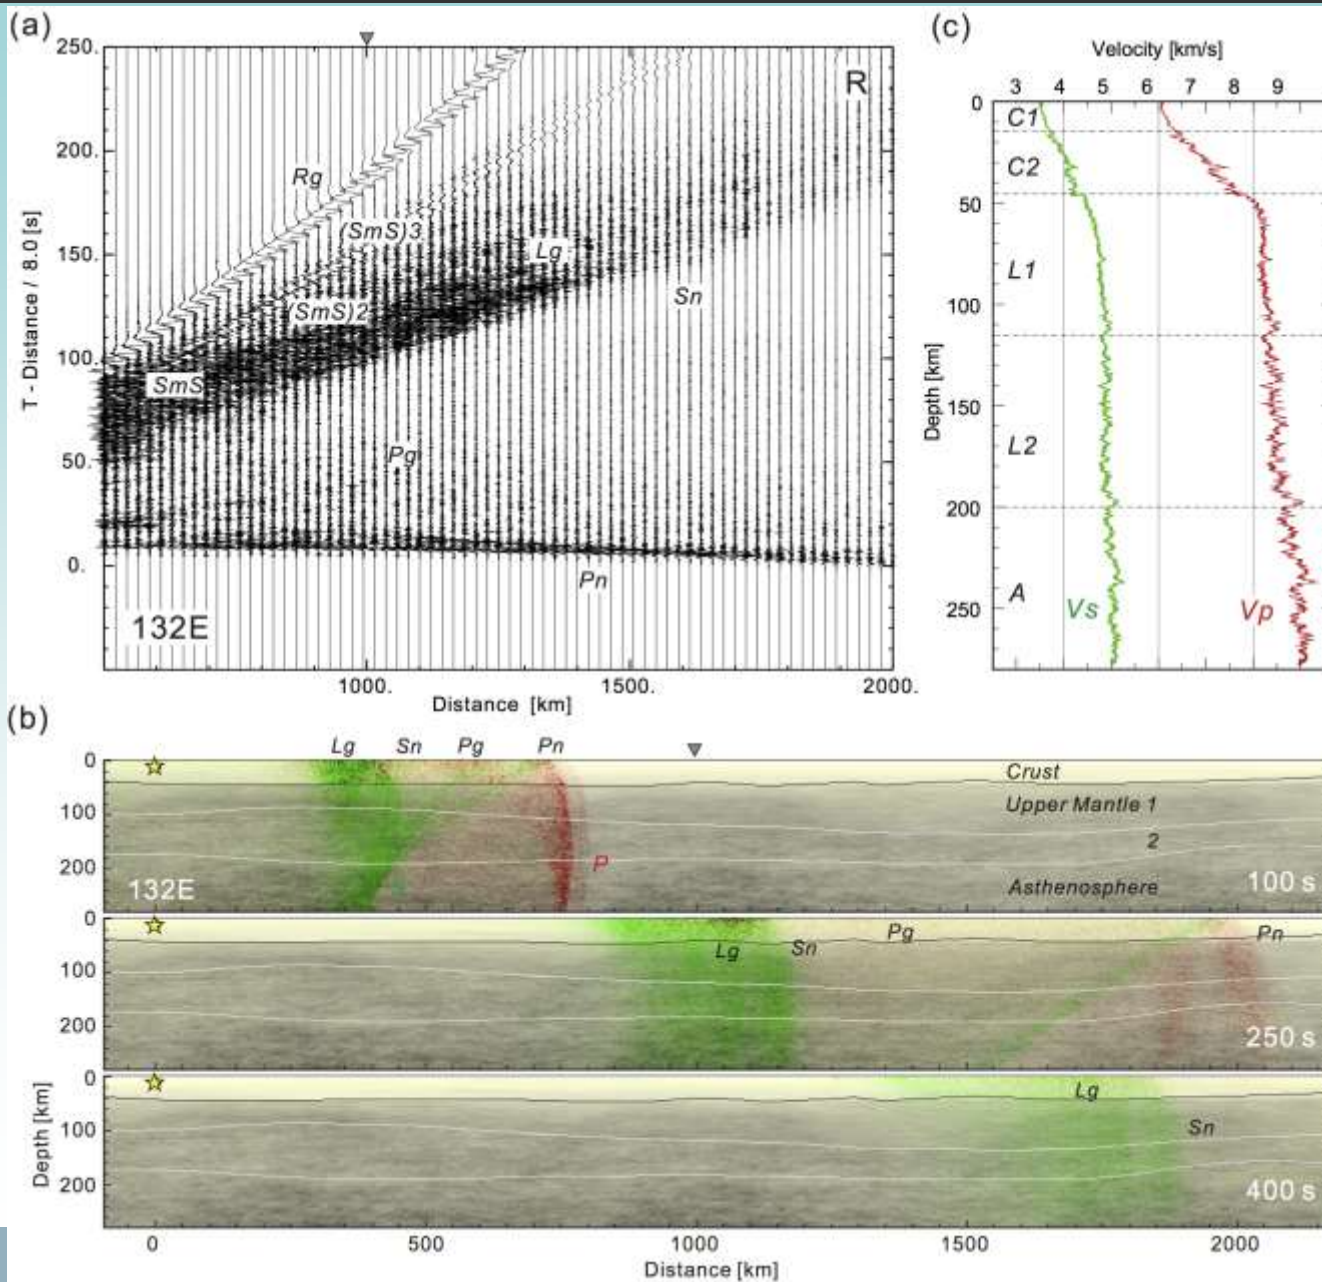 (a)
250.
200.
150.
100.
50.
0.
T - Distance / 8.0 [s]
R
Rg
(SmS)3
Lg
(SmS)2
Sn
SmS
Pg
Pn
132E
1000.
1500.
2000.
Distance [km]
(c)
Velocity [km/s]
3 4 5 6 7 8 9
0
50
100
150
200
250
Depth [km]
C1
C2
L1
L2
A
Vs
Vp
(b)
Lg Sn Pg Pn
0
100
200
Crust
Upper Mantle 1
2
Asthenosphere
P
132E
100 s
0
100
200
Lg Sn Pg Pn
250 s
0
100
200
Depth [km]
Lg
Sn
400 s
0 500 1000 1500 2000
Distance [km]